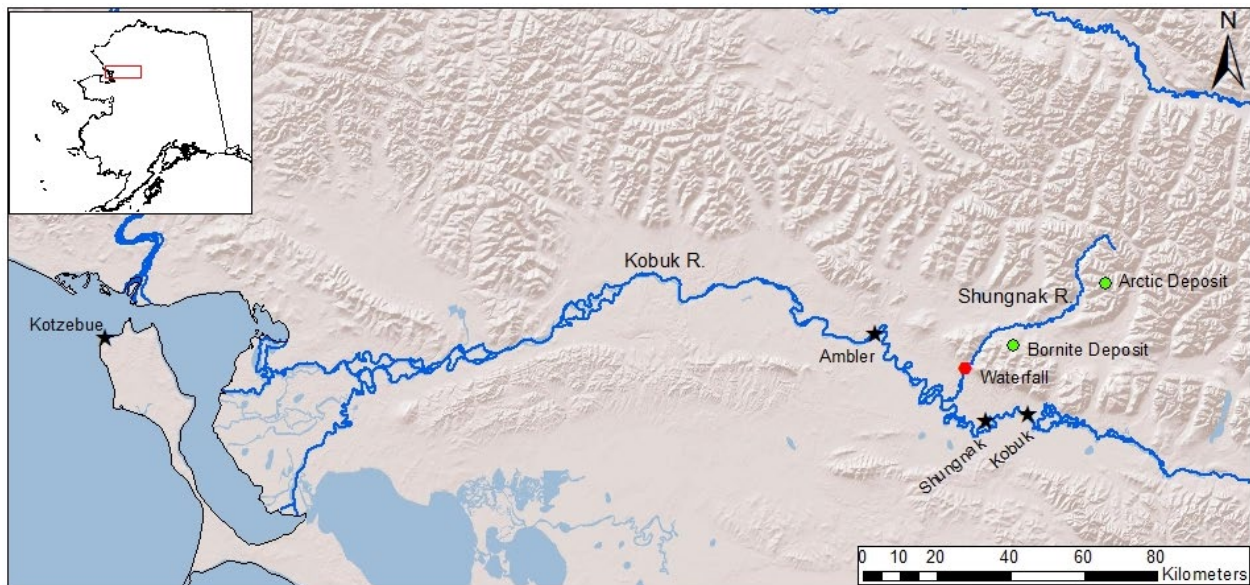 N
Kobuk R.
Arctic Deposit
Shungnak R.
Kotzebue
Ambler
Bornite Deposit
Waterfall
Shungnak
Kobuk
0 10 20 40 60 80
Kilometers